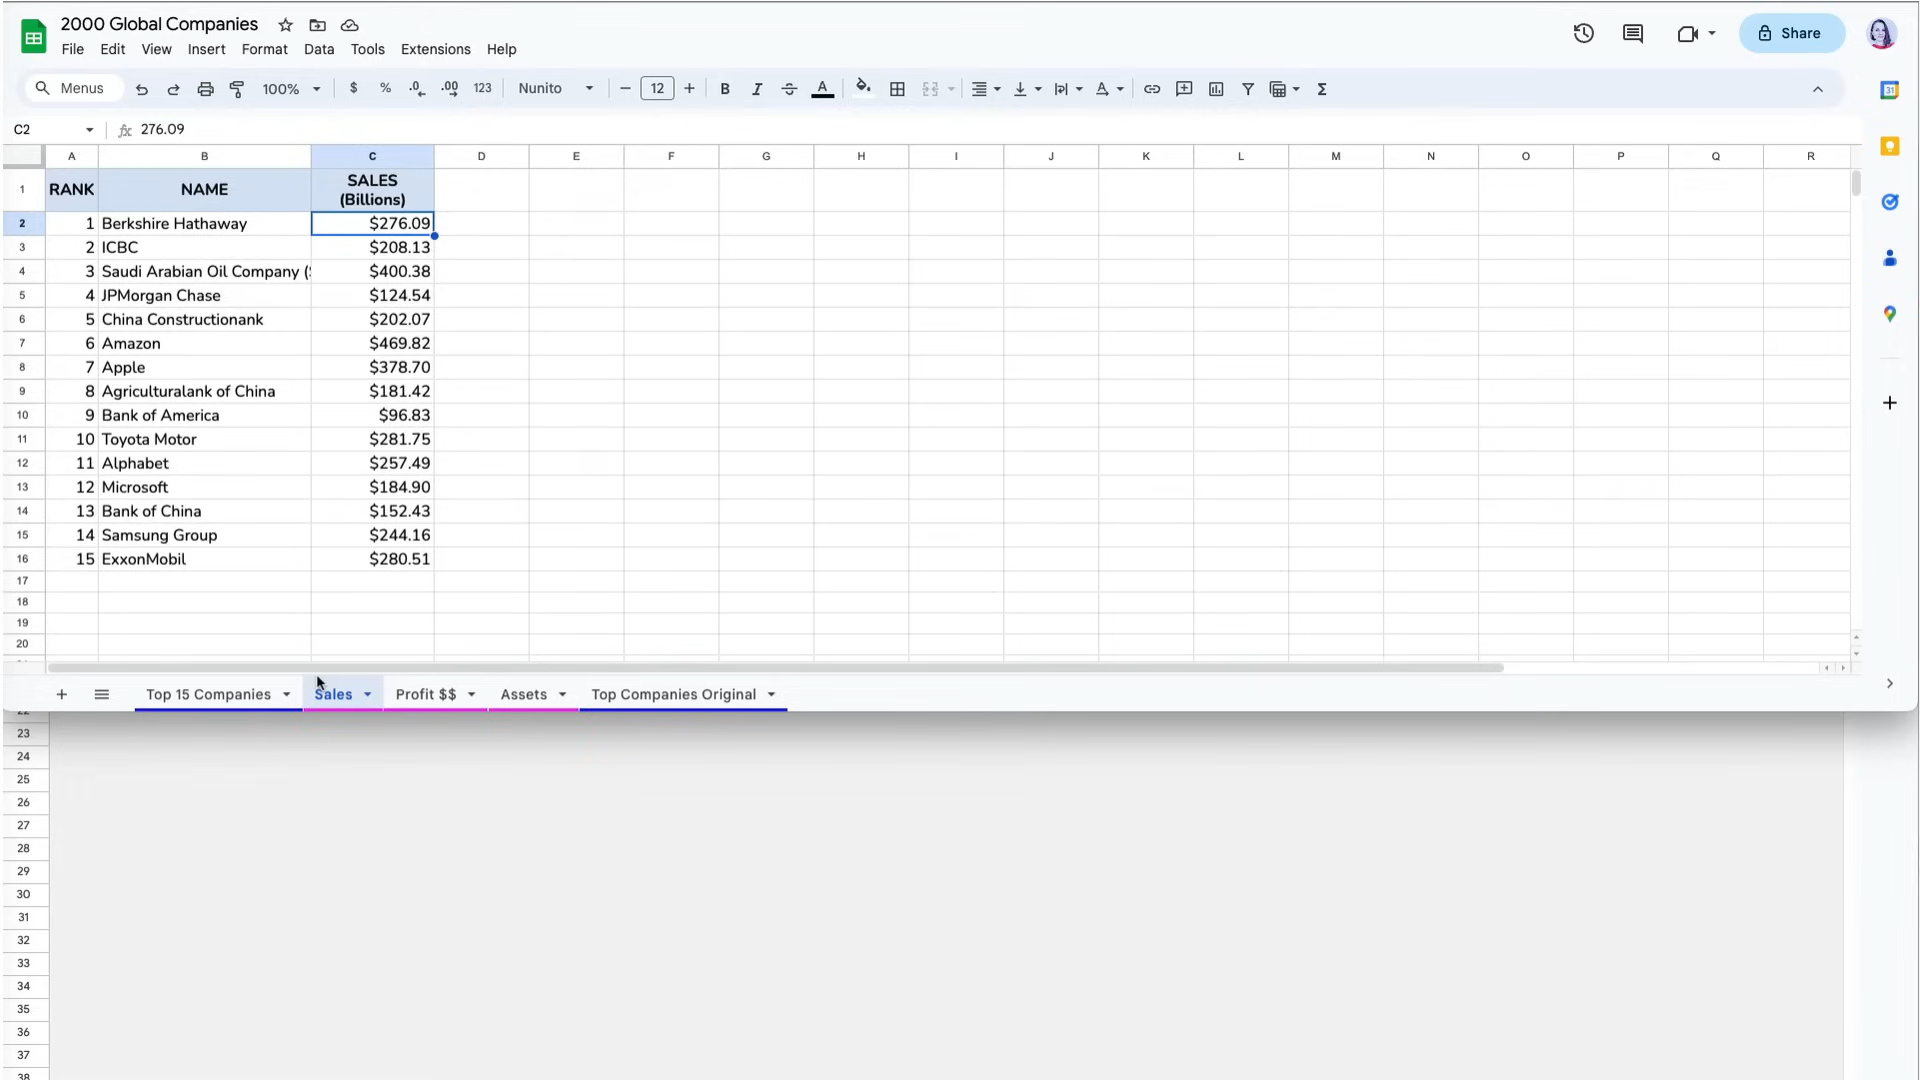 2000 Global Companies
File Edit View Insert Format Data Tools Extensions Help
Share
Menus 100% $ % .0 .00 123 Nunito 12 B I S A Σ
31
C2 fx 276.09
A B C D E F G H I J K L M N O P Q R
1 RANK NAME SALES (Billions)
2 1 Berkshire Hathaway $276.09
3 2 ICBC $208.13
4 3 Saudi Arabian Oil Company ( $400.38
5 4 JPMorgan Chase $124.54
6 5 China Constructionank $202.07
7 6 Amazon $469.82
8 7 Apple $378.70
9 8 Agriculturalank of China $181.42
10 9 Bank of America $96.83
11 10 Toyota Motor $281.75
12 11 Alphabet $257.49
13 12 Microsoft $184.90
14 13 Bank of China $152.43
15 14 Samsung Group $244.16
16 15 ExxonMobil $280.51
17
18
19
20
Top 15 Companies Sales Profit $$ Assets Top Companies Original
22
23
24
25
26
27
28
29
30
31
32
33
34
35
36
37
38